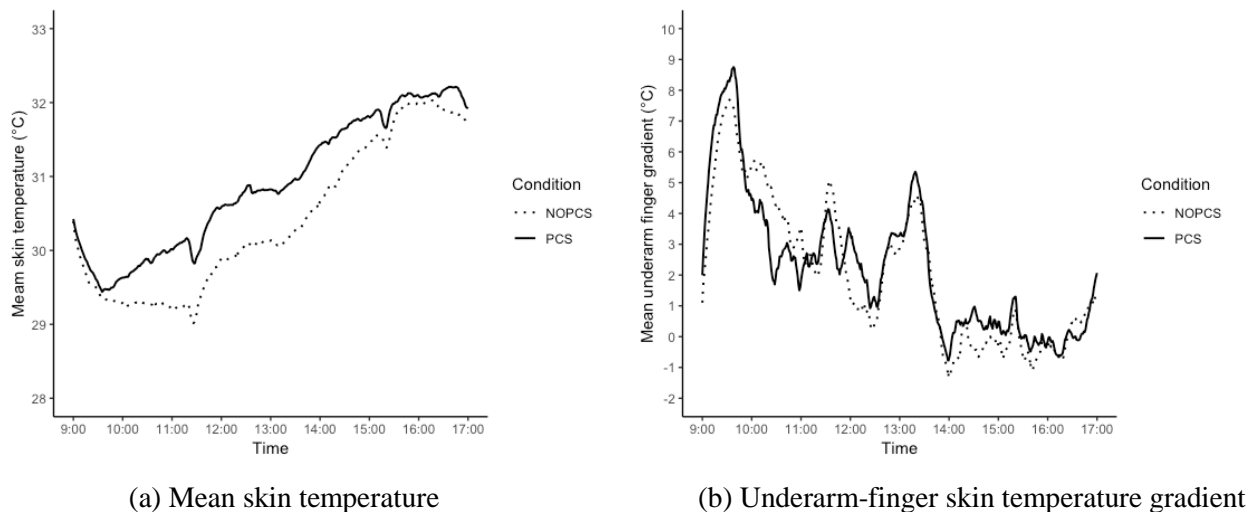 33
32
31
30
29
28
Meam skin temperature (°C)
9:00 10:00 11:00 12:00 13:00 14:00 15:00 16:00 17:00
Time
Condition
NOPCS
PCS
(a) Mean skin temperature
10
9
8
7
6
5
4
3
2
1
0
-1
-2
Mean underarm finger gradient (°C)
9:00 10:00 11:00 12:00 13:00 14:00 15:00 16:00 17:00
Time
Condition
NOPCS
PCS
(b) Underarm-finger skin temperature gradient